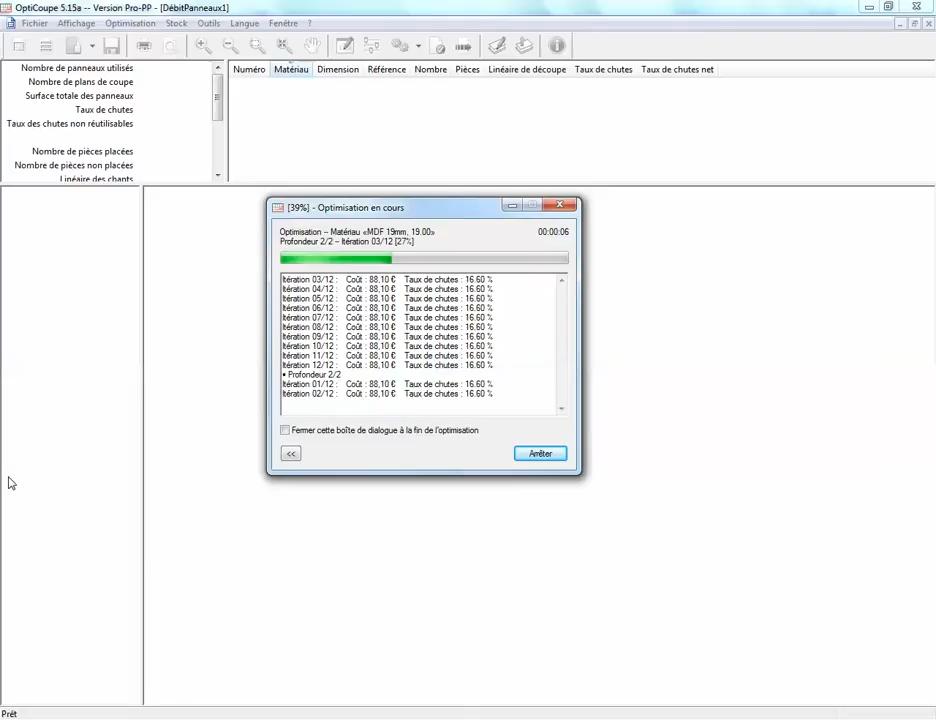 OptiCoupe 5.15a -- Version Pro-PP - [DébitPanneaux1]
Fichier Affichage Optimisation Stock Outils Langue Fenêtre ?
Nombre de panneaux utilisés
Nombre de plans de coupe
Surface totale des panneaux
Taux de chutes
Taux des chutes non réutilisables
Nombre de pièces placées
Nombre de pièces non placées
Linéaire des chants
Numéro Matériau Dimension Référence Nombre Pièces Linéaire de découpe Taux de chutes Taux de chutes net
[39%] - Optimisation en cours
Optimisation -- Matériau «MDF 19mm, 19.00» 00:00:06
Profondeur 2/2 -- Itération 03/12 [27%]
Itération 03/12 : Coût : 88,10 € Taux de chutes : 16.60 %
Itération 04/12 : Coût : 88,10 € Taux de chutes : 16.60 %
Itération 05/12 : Coût : 88,10 € Taux de chutes : 16.60 %
Itération 06/12 : Coût : 88,10 € Taux de chutes : 16.60 %
Itération 07/12 : Coût : 88,10 € Taux de chutes : 16.60 %
Itération 08/12 : Coût : 88,10 € Taux de chutes : 16.60 %
Itération 09/12 : Coût : 88,10 € Taux de chutes : 16.60 %
Itération 10/12 : Coût : 88,10 € Taux de chutes : 16.60 %
Itération 11/12 : Coût : 88,10 € Taux de chutes : 16.60 %
Itération 12/12 : Coût : 88,10 € Taux de chutes : 16.60 %
• Profondeur 2/2
Itération 01/12 : Coût : 88,10 € Taux de chutes : 16.60 %
Itération 02/12 : Coût : 88,10 € Taux de chutes : 16.60 %
Fermer cette boîte de dialogue à la fin de l'optimisation
<< Arrêter
Prêt